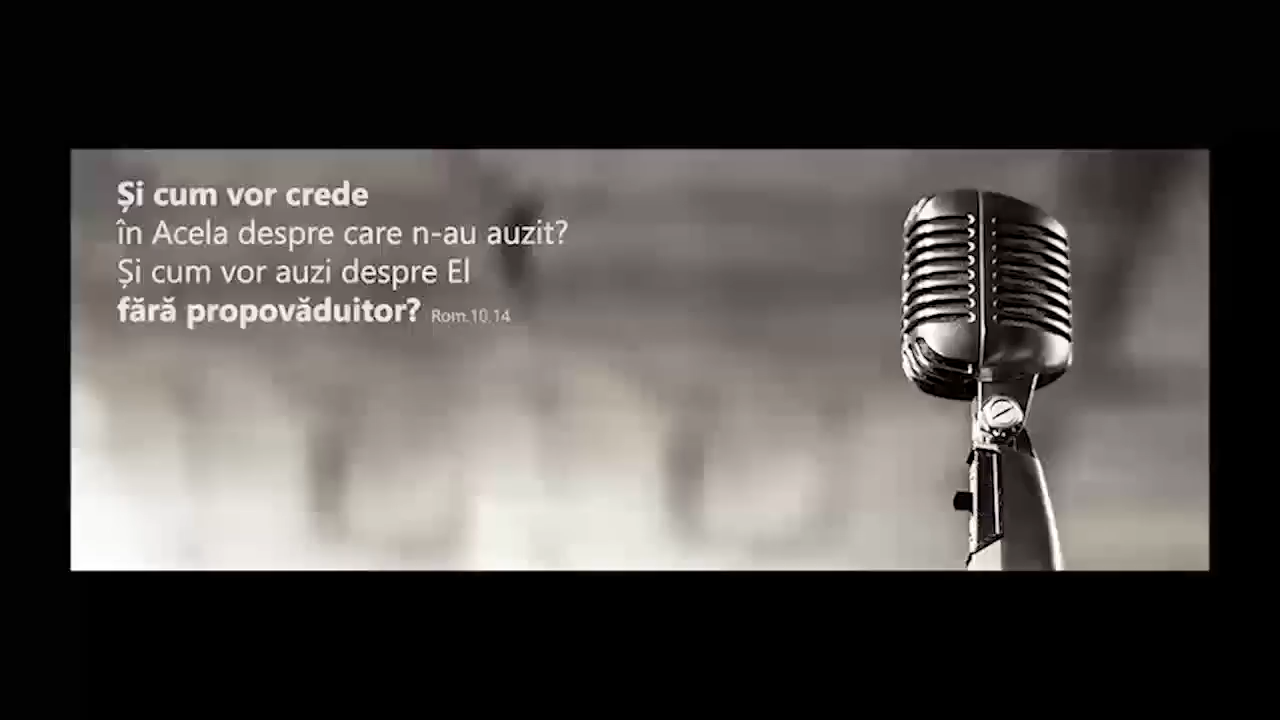 Și cum vor crede
în Acela despre care n-au auzit?
Și cum vor auzi despre El
fără propovăduitor? Rom.10.14